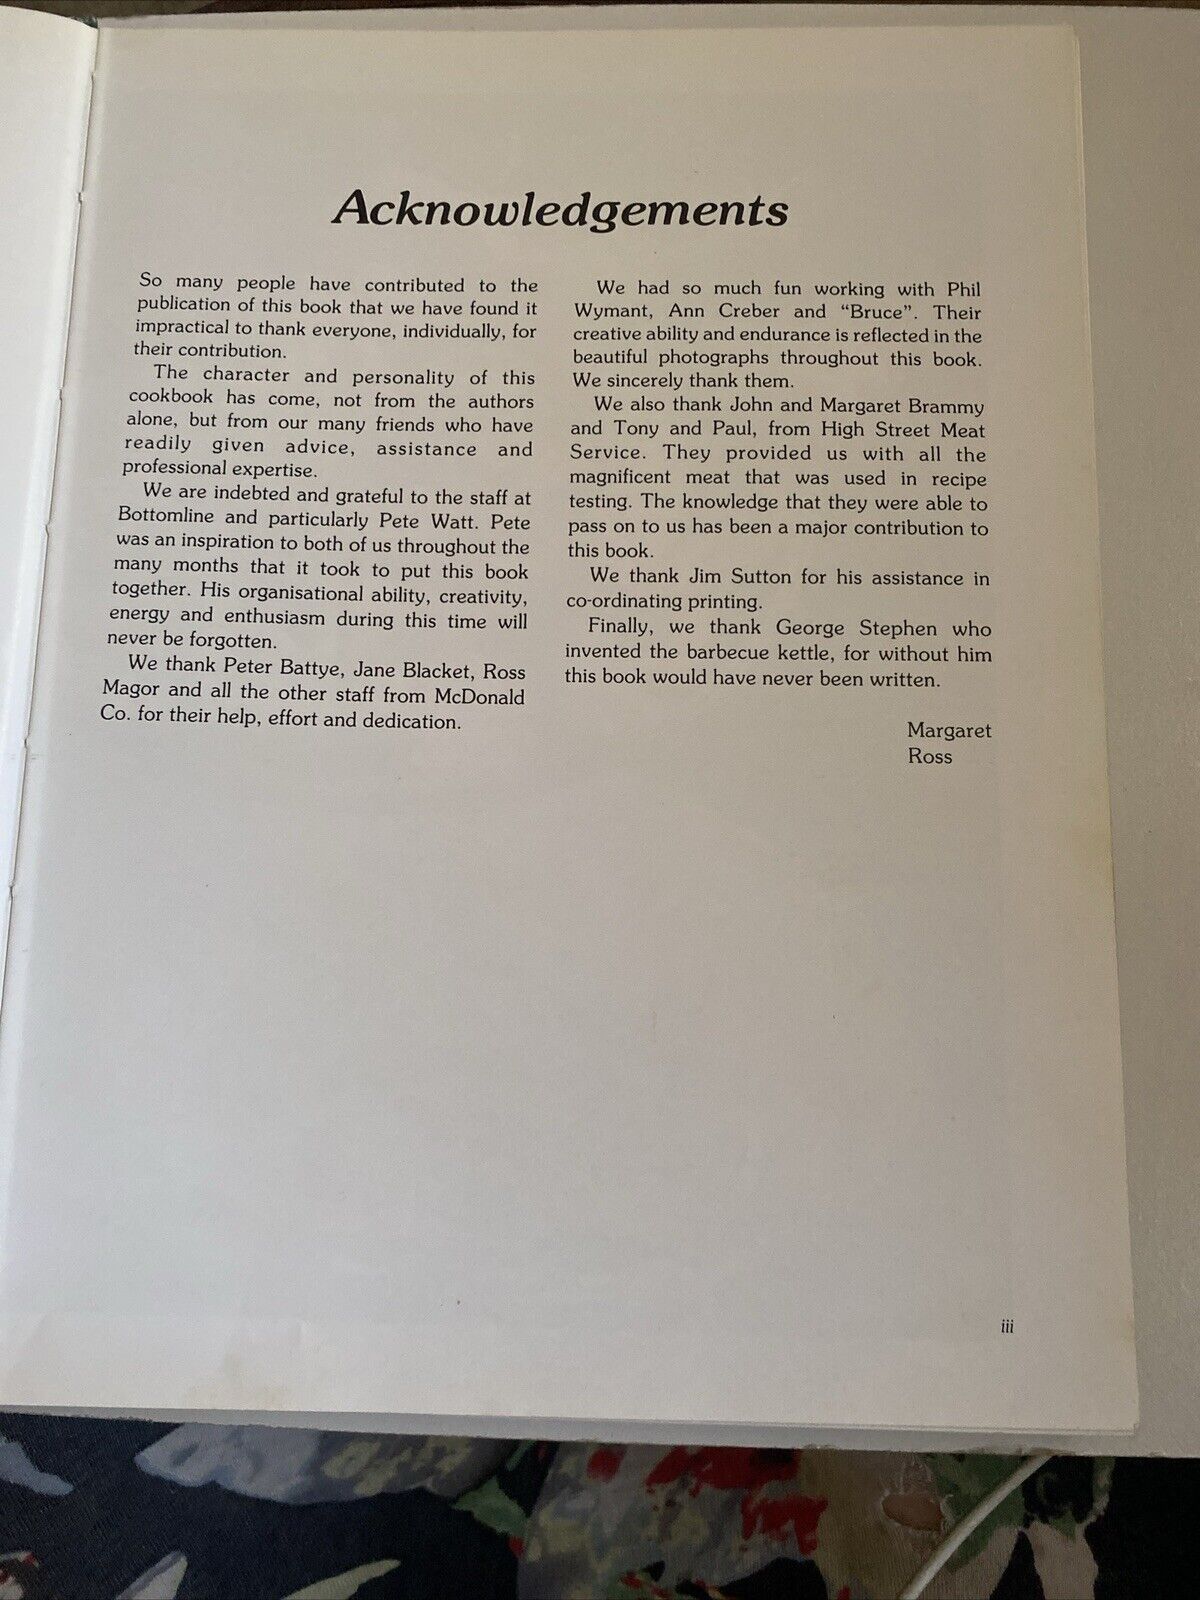 Acknowledgements
So many people have contributed to the
publication of this book that we have found it
impractical to thank everyone, individually, for
their contribution.
The character and personality of this
cookbook has come, not from the authors
alone, but from our many friends who have
readily given advice, assistance and
professional expertise.
We are indebted and grateful to the staff at
Bottomline and particularly Pete Watt. Pete
was an inspiration to both of us throughout the
many months that it took to put this book
together. His organisational ability, creativity,
energy and enthusiasm during this time will
never be forgotten.
We thank Peter Battye, Jane Blacket, Ross
Magor and all the other staff from McDonald
Co. for their help, effort and dedication.
We had so much fun working with Phil
Wymant, Ann Creber and “Bruce”. Their
creative ability and endurance is reflected in the
beautiful photographs throughout this book.
We sincerely thank them.
We also thank John and Margaret Brammy
and Tony and Paul, from High Street Meat
Service. They provided us with all the
magnificent meat that was used in recipe
testing. The knowledge that they were able to
pass on to us has been a major contribution to
this book.
We thank Jim Sutton for his assistance in
co-ordinating printing.
Finally, we thank George Stephen who
invented the barbecue kettle, for without him
this book would have never been written.
Margaret
Ross
iii